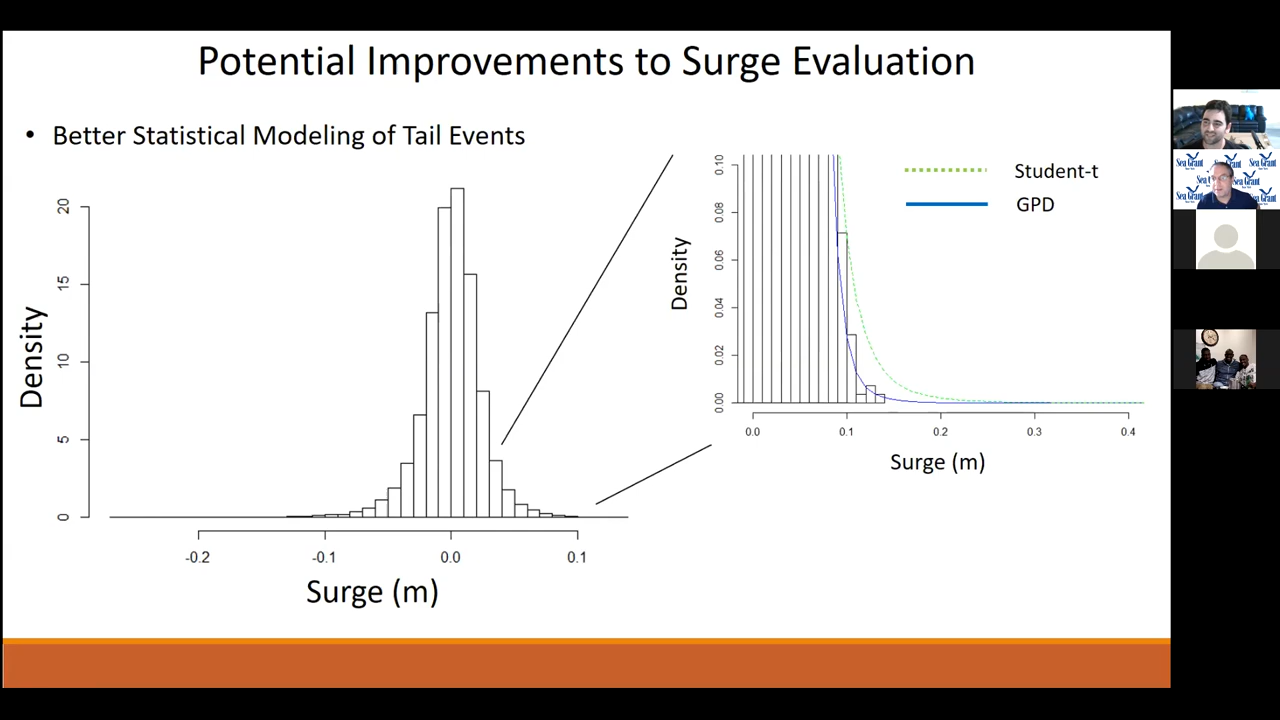 Potential Improvements to Surge Evaluation
• Better Statistical Modeling of Tail Events
Density
20
15
10
5
0
-0.2
-0.1
0.0
0.1
Surge (m)
Density
0.10
0.08
0.06
0.04
0.02
0.00
0.0
0.1
0.2
0.3
0.4
Surge (m)
Student-t
GPD
Sea Grant